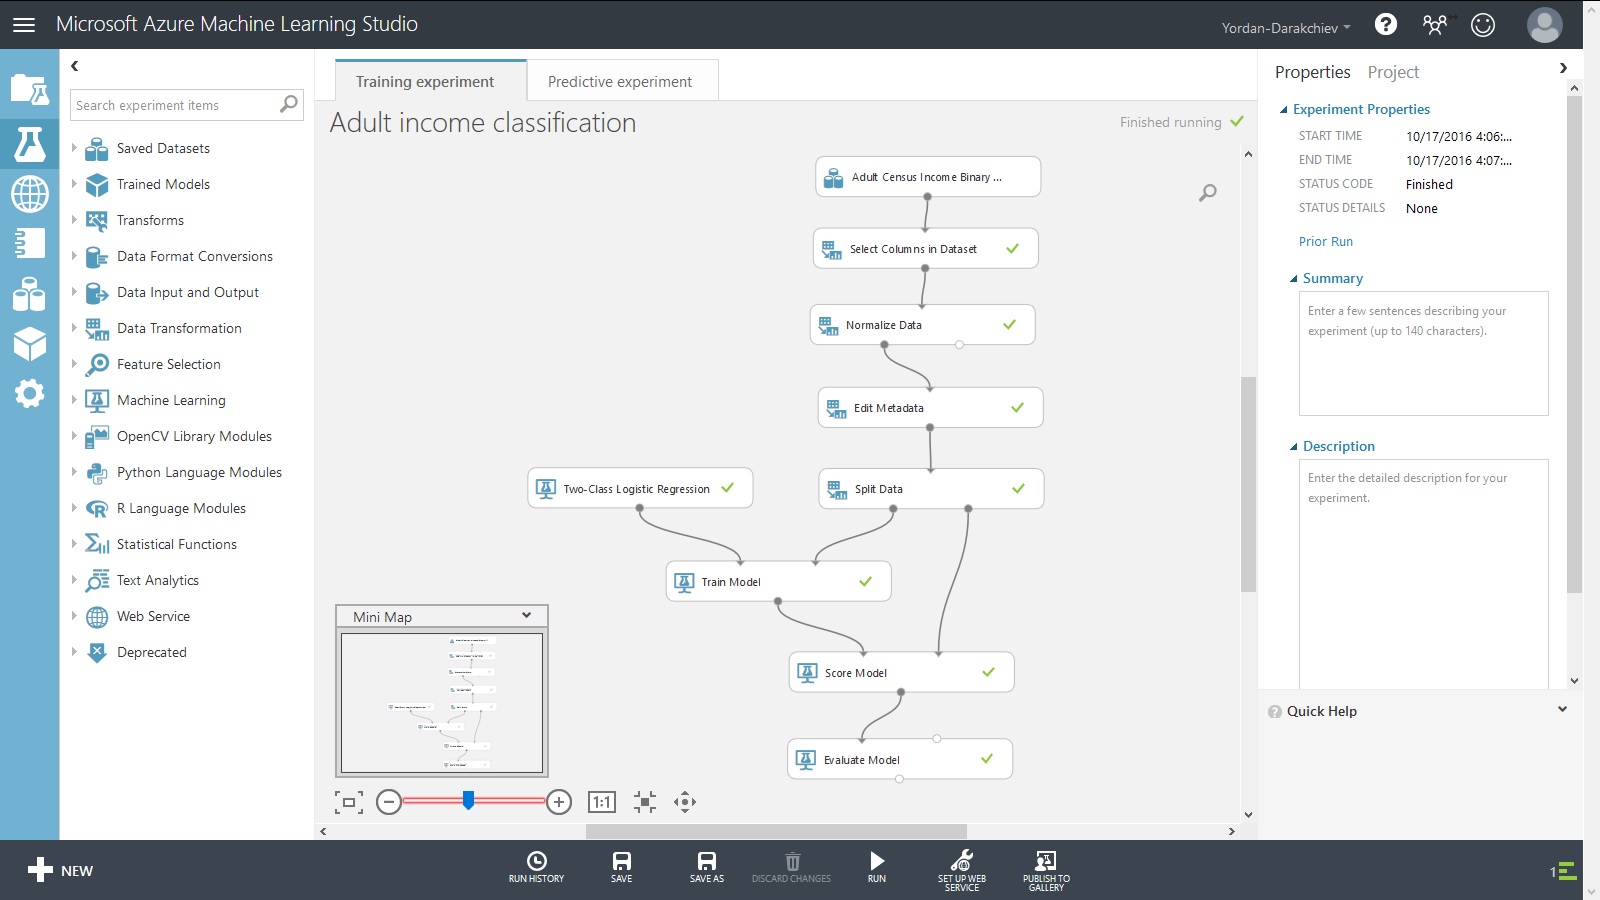 Microsoft Azure Machine Learning Studio
Yordan-Darakchiev
?
Search experiment items
Saved Datasets
Trained Models
Transforms
Data Format Conversions
Data Input and Output
Data Transformation
Feature Selection
Machine Learning
OpenCV Library Modules
Python Language Modules
R Language Modules
Statistical Functions
Text Analytics
Web Service
Deprecated
Training experiment
Predictive experiment
Adult income classification
Finished running
Adult Census Income Binary ...
Select Columns in Dataset
Normalize Data
Edit Metadata
Two-Class Logistic Regression
Split Data
Train Model
Score Model
Evaluate Model
Mini Map
1:1
Properties
Project
Experiment Properties
START TIME 10/17/2016 4:06:...
END TIME 10/17/2016 4:07:...
STATUS CODE Finished
STATUS DETAILS None
Prior Run
Summary
Enter a few sentences describing your
experiment (up to 140 characters).
Description
Enter the detailed description for your
experiment.
? Quick Help
NEW
RUN HISTORY
SAVE
SAVE AS
DISCARD CHANGES
RUN
SET UP WEB
SERVICE
PUBLISH TO
GALLERY
1